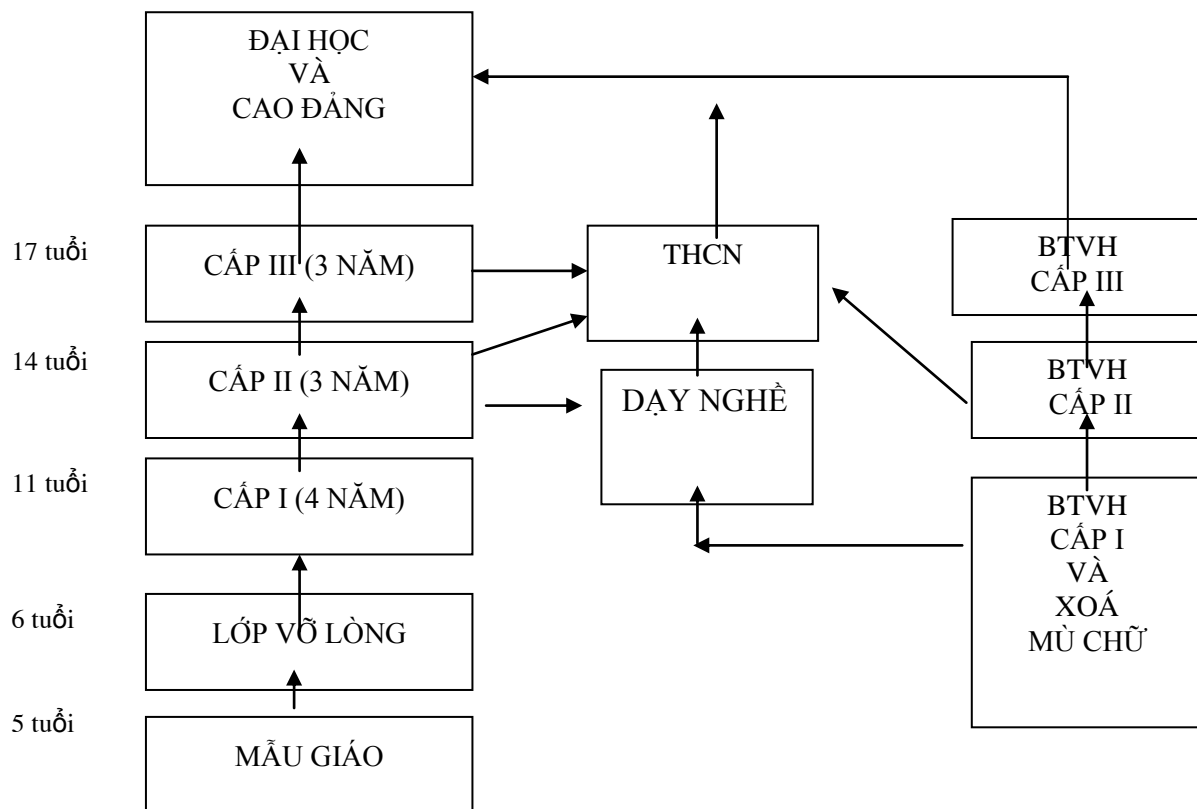 ĐẠI HỌC
VÀ
CAO ĐẢNG
17 tuổi
CẤP III (3 NĂM)
THCN
BTVH
CẤP III
14 tuổi
CẤP II (3 NĂM)
DẠY NGHỀ
BTVH
CẤP II
11 tuổi
CẤP I (4 NĂM)
BTVH
CẤP I
VÀ
XOÁ
MÙ CHỮ
6 tuổi
LỚP VỠ LÒNG
5 tuổi
MẪU GIÁO